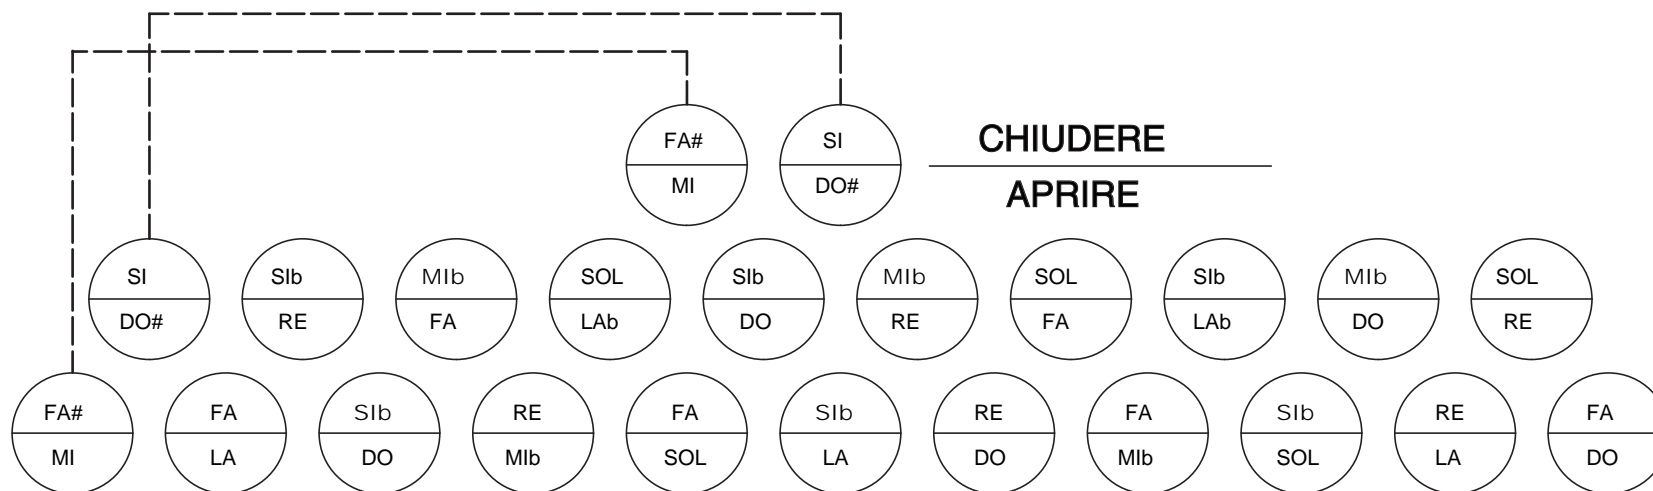 FA# SI CHIUDERE
MI DO# APRIRE
SI SIb MIb SOL SIb MIb SOL SIb MIb SOL
DO# RE FA LAb DO RE FA LAb DO RE
FA# FA SIb RE FA SIb RE FA SIb RE FA
MI LA DO MIb SOL LA DO MIb SOL LA DO